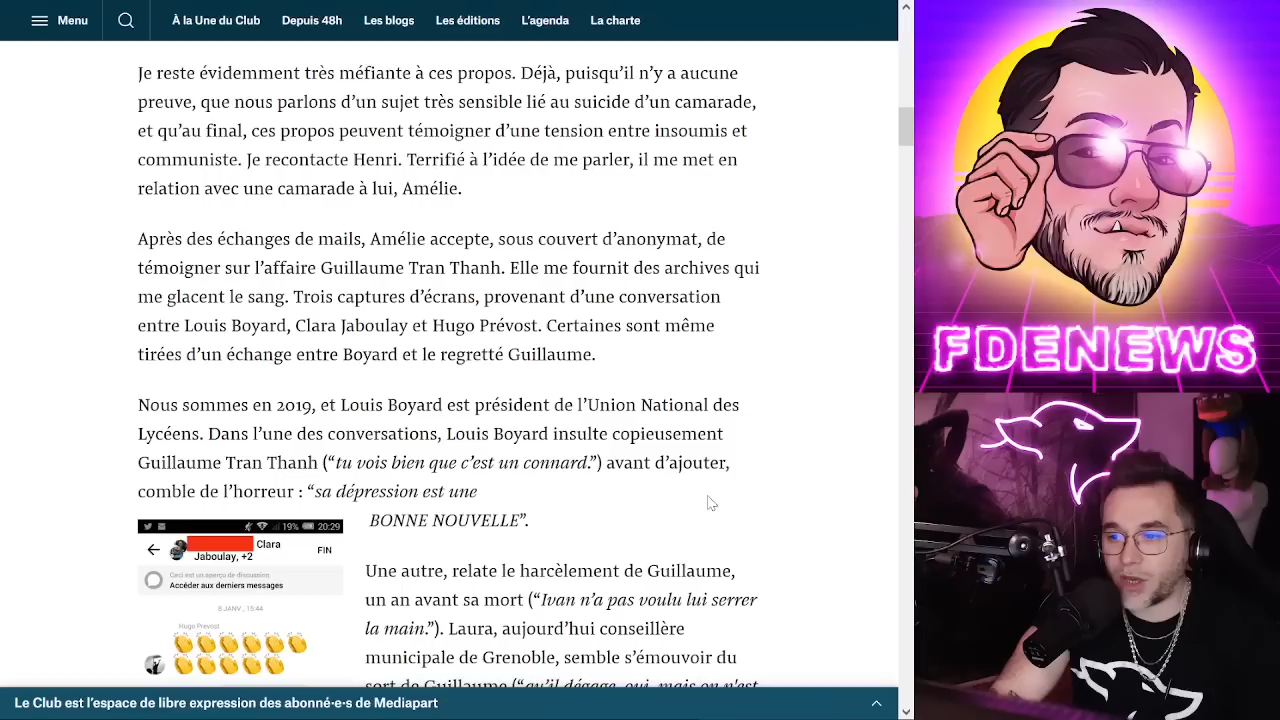 Menu
À la Une du Club
Depuis 48h
Les blogs
Les éditions
L'agenda
La charte
Je reste évidemment très méfiante à ces propos. Déjà, puisqu'il n'y a aucune
preuve, que nous parlons d'un sujet très sensible lié au suicide d'un camarade,
et qu'au final, ces propos peuvent témoigner d'une tension entre insoumis et
communiste. Je recontacte Henri. Terrifié à l'idée de me parler, il me met en
relation avec une camarade à lui, Amélie.
Après des échanges de mails, Amélie accepte, sous couvert d'anonymat, de
témoigner sur l'affaire Guillaume Tran Thanh. Elle me fournit des archives qui
me glacent le sang. Trois captures d'écrans, provenant d'une conversation
entre Louis Boyard, Clara Jaboulay et Hugo Prévost. Certaines sont même
tirées d'un échange entre Boyard et le regretté Guillaume.
Nous sommes en 2019, et Louis Boyard est président de l'Union National des
Lycéens. Dans l'une des conversations, Louis Boyard insulte copieusement
Guillaume Tran Thanh (“tu vois bien que c'est un connard.”) avant d'ajouter,
comble de l'horreur : “sa dépression est une
BONNE NOUVELLE”.
19% 20:29
Clara
Jaboulay, +2
FIN
Ceci est un aperçu de discussion
Accéder aux derniers messages
8 JANV., 15:44
Hugo Prevost
Une autre, relate le harcèlement de Guillaume,
un an avant sa mort (“Ivan n'a pas voulu lui serrer
la main.”). Laura, aujourd'hui conseillère
municipale de Grenoble, semble s'émouvoir du
sort de Guillaume (“qu'il dégage, oui, mais on n'est
Le Club est l'espace de libre expression des abonné·e·s de Mediapart
FDENEWS